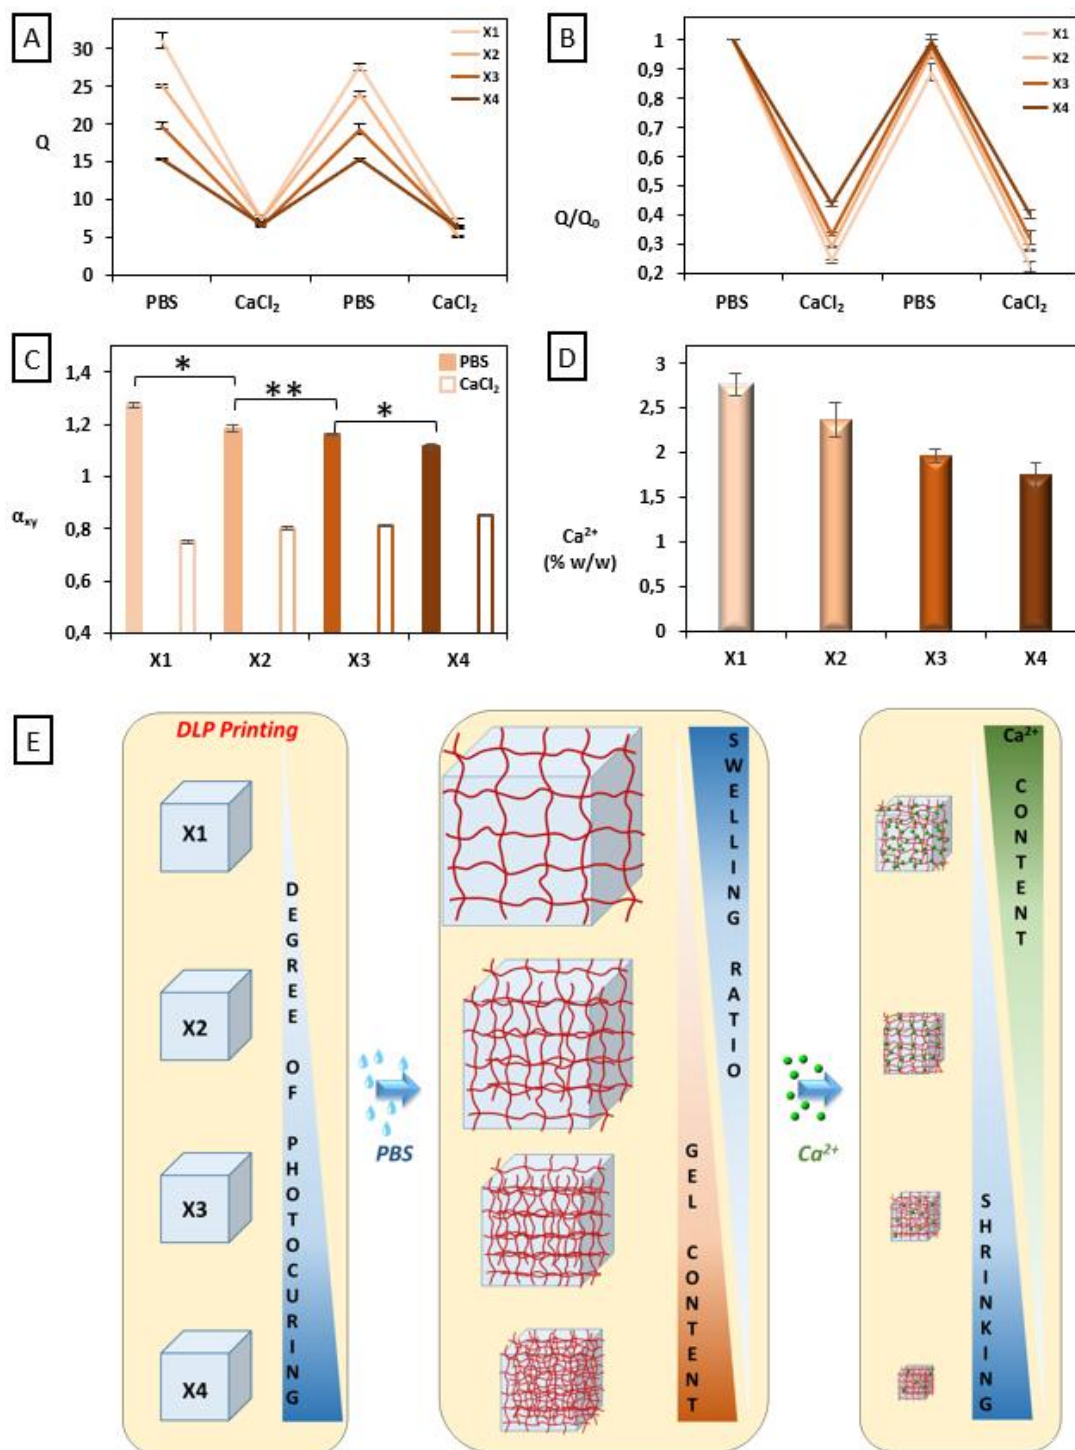 A
Q
30
25
20
15
10
5
0
X1
X2
X3
X4
PBS
CaCl₂
PBS
CaCl₂
B
Q/Q₀
1
0,9
0,8
0,7
0,6
0,5
0,4
0,3
0,2
X1
X2
X3
X4
PBS
CaCl₂
PBS
CaCl₂
C
αxy
1,4
1,2
1
0,8
0,6
0,4
*
**
*
PBS
CaCl₂
X1
X2
X3
X4
D
Ca²⁺
(% w/w)
3
2,5
2
1,5
1
0,5
0
X1
X2
X3
X4
E
DLP Printing
X1
X2
X3
X4
DEGREE OF PHOTOCURING
PBS
SWELLING RATIO
GEL CONTENT
Ca²⁺
Ca²⁺ CONTENT
SHRINKING